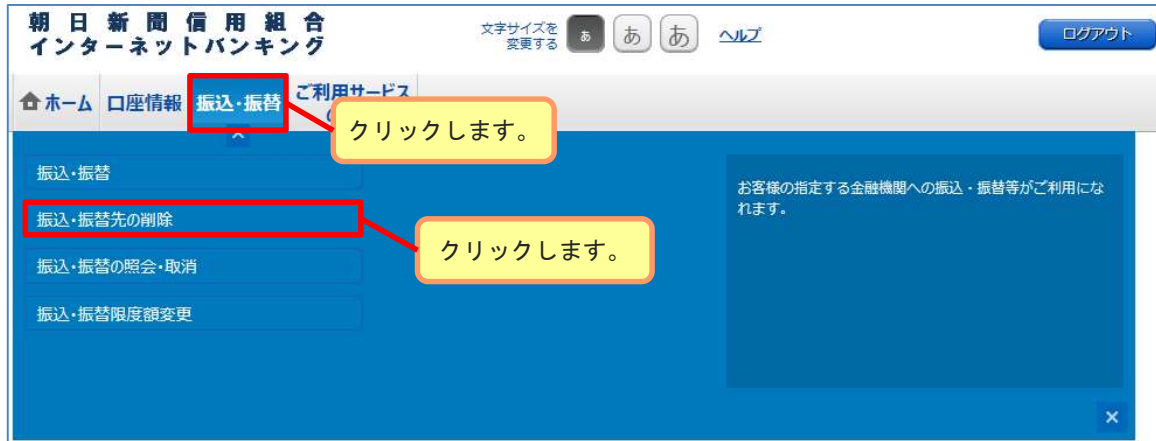 朝日新聞信用組合
インターネットバンキング
文字サイズを
変更する
あ
あ
あ
ヘルプ
ログアウト
ホーム
口座情報
振込・振替
ご利用サービス
クリックします。
振込・振替
振込・振替先の削除
振込・振替の照会・取消
振込・振替限度額変更
クリックします。
お客様の指定する金融機関への振込・振替等がご利用にな
れます。